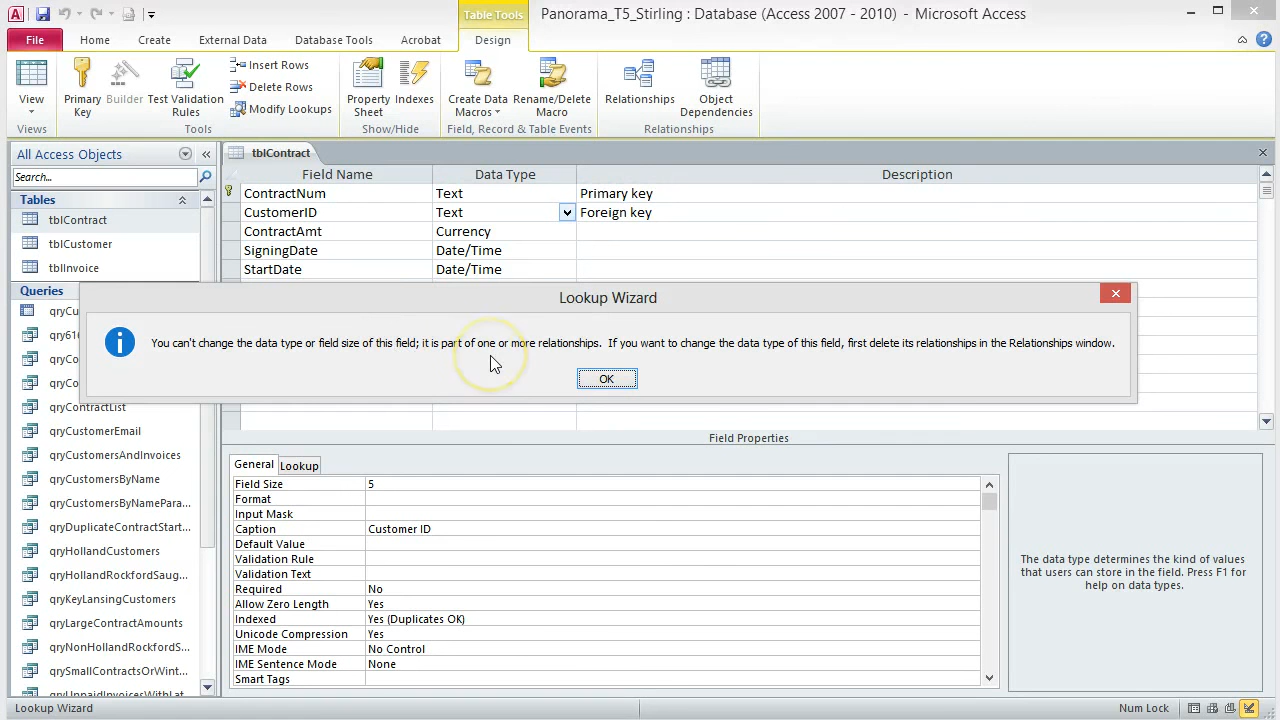 Table Tools
Panorama_T5_Stirling : Database (Access 2007 - 2010) - Microsoft Access
File Home Create External Data Database Tools Acrobat Design
View
Primary Key
Builder
Test Validation Rules
Insert Rows
Delete Rows
Modify Lookups
Property Sheet
Indexes
Create Data Macros
Rename/Delete Macro
Relationships
Object Dependencies
Views Tools Show/Hide Field, Record & Table Events Relationships
All Access Objects
Search...
Tables
tblContract
tblCustomer
tblInvoice
Queries
qryCu
qry61
qryCo
qryCo
qryContractList
qryCustomerEmail
qryCustomersAndInvoices
qryCustomersByName
qryCustomersByNamePara...
qryDuplicateContractStart...
qryHollandCustomers
qryHollandRockfordSaug...
qryKeyLansingCustomers
qryLargeContractAmounts
qryNonHollandRockfordS...
qrySmallContractsOrWint...
qryUnpaidInvoicesWithLat
tblContract
Field Name Data Type Description
ContractNum Text Primary key
CustomerID Text Foreign key
ContractAmt Currency
SigningDate Date/Time
StartDate Date/Time
Lookup Wizard
You can't change the data type or field size of this field; it is part of one or more relationships. If you want to change the data type of this field, first delete its relationships in the Relationships window.
OK
Field Properties
General Lookup
Field Size 5
Format
Input Mask
Caption Customer ID
Default Value
Validation Rule
Validation Text
Required No
Allow Zero Length Yes
Indexed Yes (Duplicates OK)
Unicode Compression Yes
IME Mode No Control
IME Sentence Mode None
Smart Tags
The data type determines the kind of values
that users can store in the field. Press F1 for
help on data types.
Lookup Wizard
Num Lock